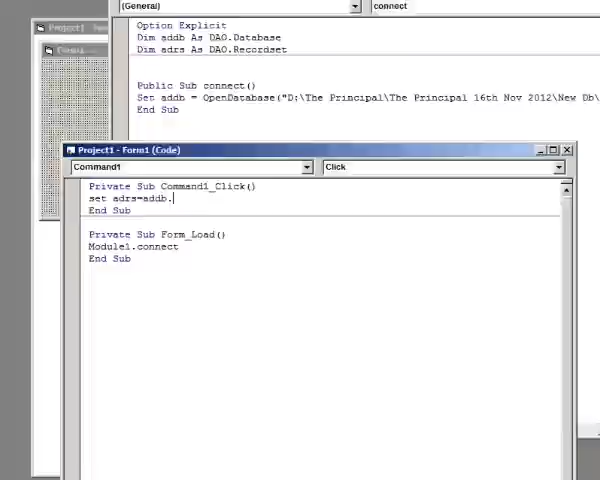 (General)
connect
Option Explicit
Dim addb As DAO.Database
Dim adrs As DAO.Recordset
Public Sub connect()
Set addb = OpenDatabase("D:\The Principal\The Principal 16th Nov 2012\New Db\
End Sub
Project1
Form1
Project1 - Form1 (Code)
Command1
Click
Private Sub Command1_Click()
set adrs=addb.
End Sub
Private Sub Form_Load()
Module1.connect
End Sub